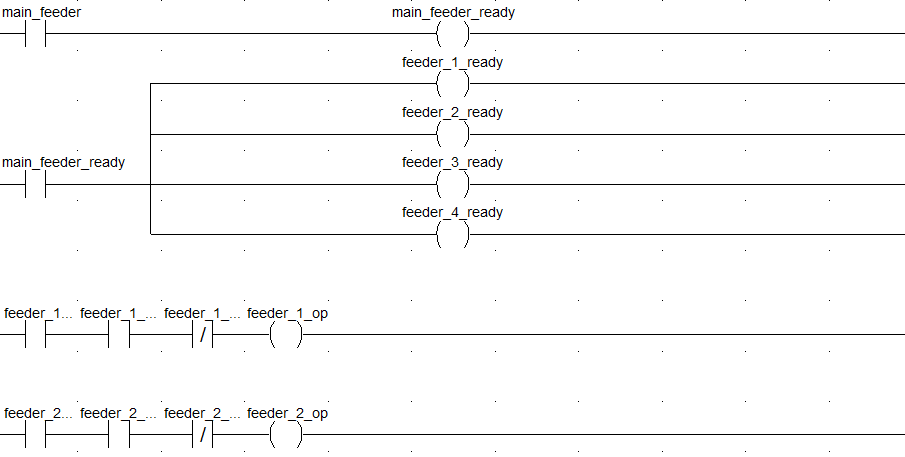 main_feeder main_feeder_ready
feeder_1_ready
feeder_2_ready
main_feeder_ready feeder_3_ready
feeder_4_ready
feeder_1... feeder_1_... feeder_1_... feeder_1_op
/
feeder_2... feeder_2_... feeder_2_... feeder_2_op
/